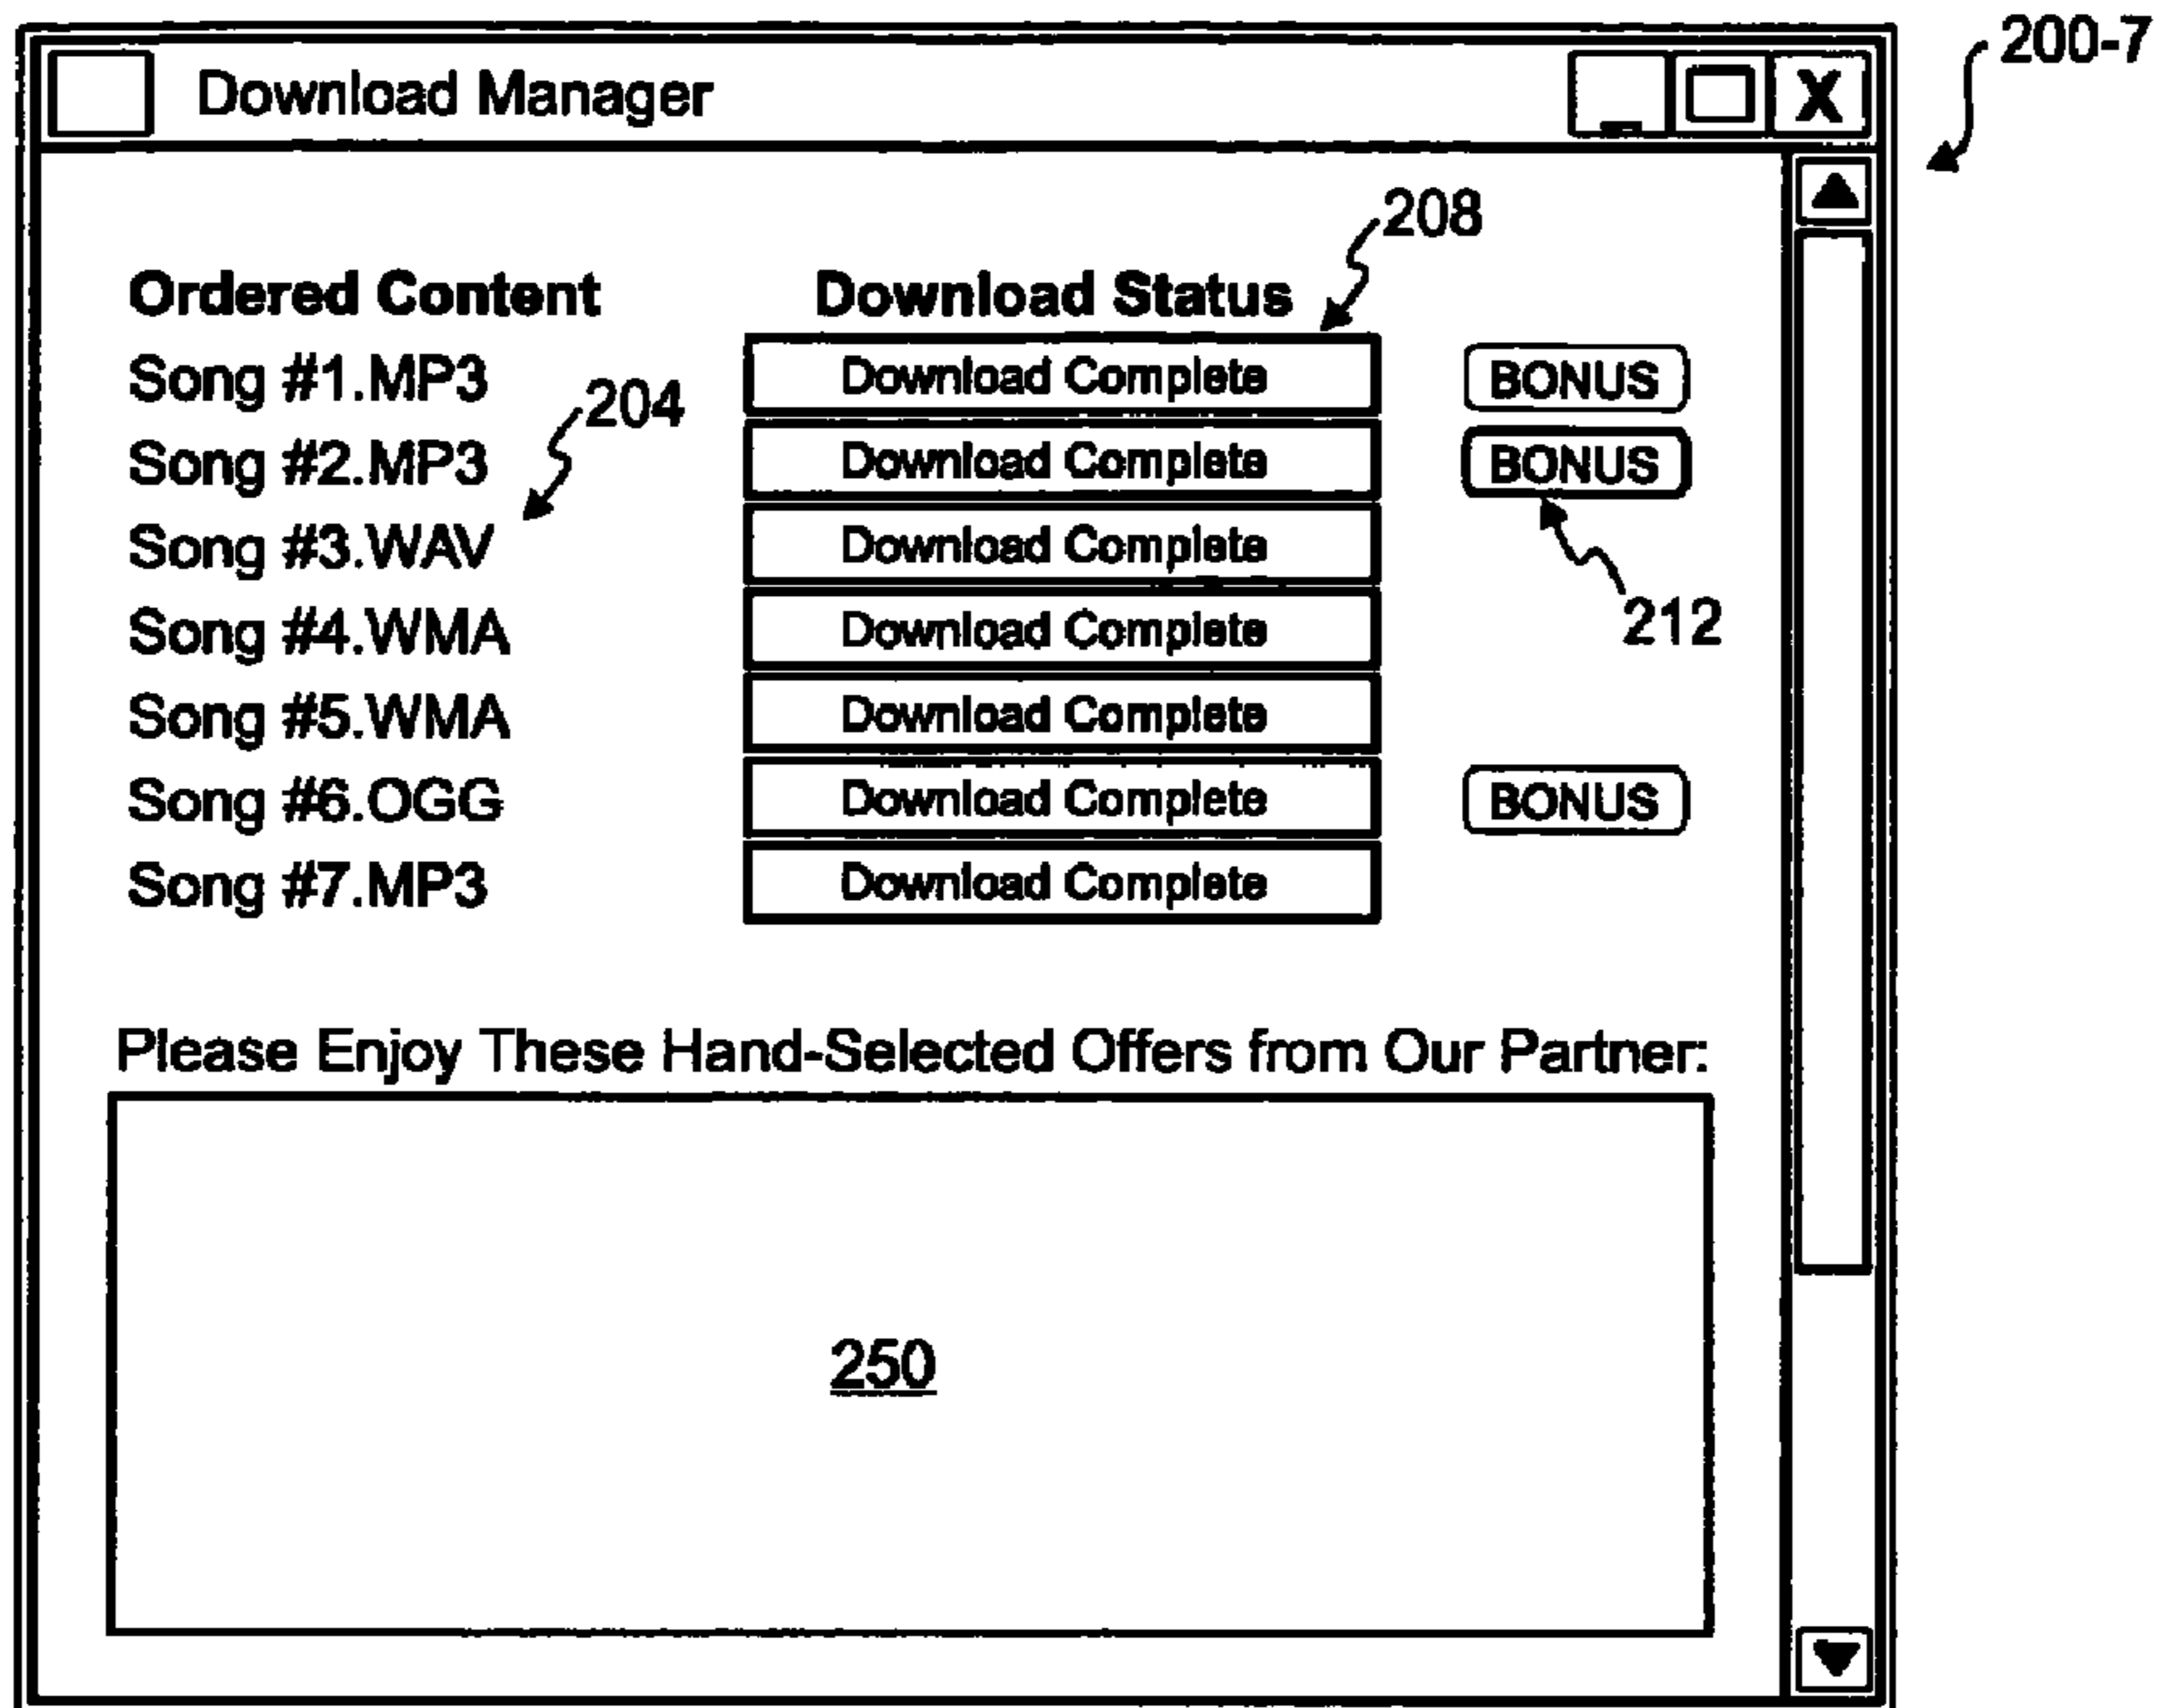 200-7
Download Manager
X
208
Ordered Content Download Status
Song #1.MP3 Download Complete BONUS
204
Song #2.MP3 Download Complete BONUS
Song #3.WAV Download Complete
212
Song #4.WMA Download Complete
Song #5.WMA Download Complete
Song #6.OGG Download Complete BONUS
Song #7.MP3 Download Complete
Please Enjoy These Hand-Selected Offers from Our Partner:
250